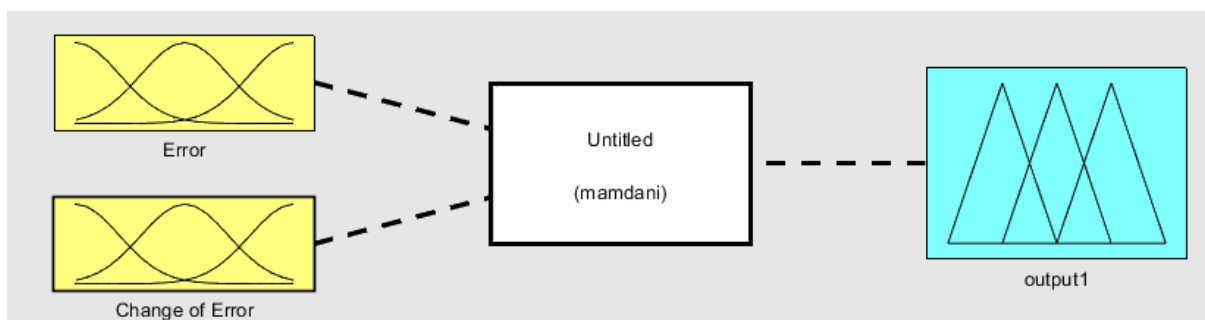 Error
Untitled
(mamdani)
output1
Change of Error